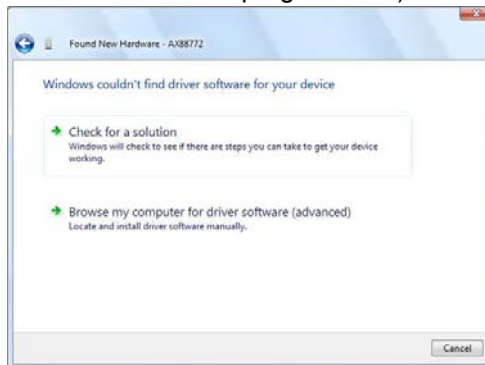 Found New Hardware - AX88772
Windows couldn't find driver software for your device
Check for a solution
Windows will check to see if there are steps you can take to get your device
working.
Browse my computer for driver software (advanced)
Locate and install driver software manually.
Cancel